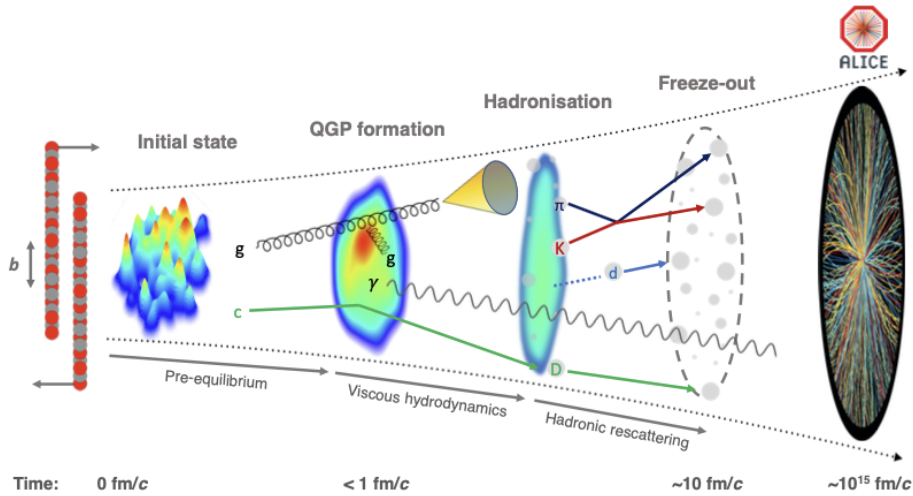 ALICE
Freeze-out
Hadronisation
QGP formation
Initial state
π
K
g
g
γ
d
b
c
D
Pre-equilibrium
Viscous hydrodynamics
Hadronic rescattering
Time: 0 fm/c < 1 fm/c ~10 fm/c ~10¹⁵ fm/c